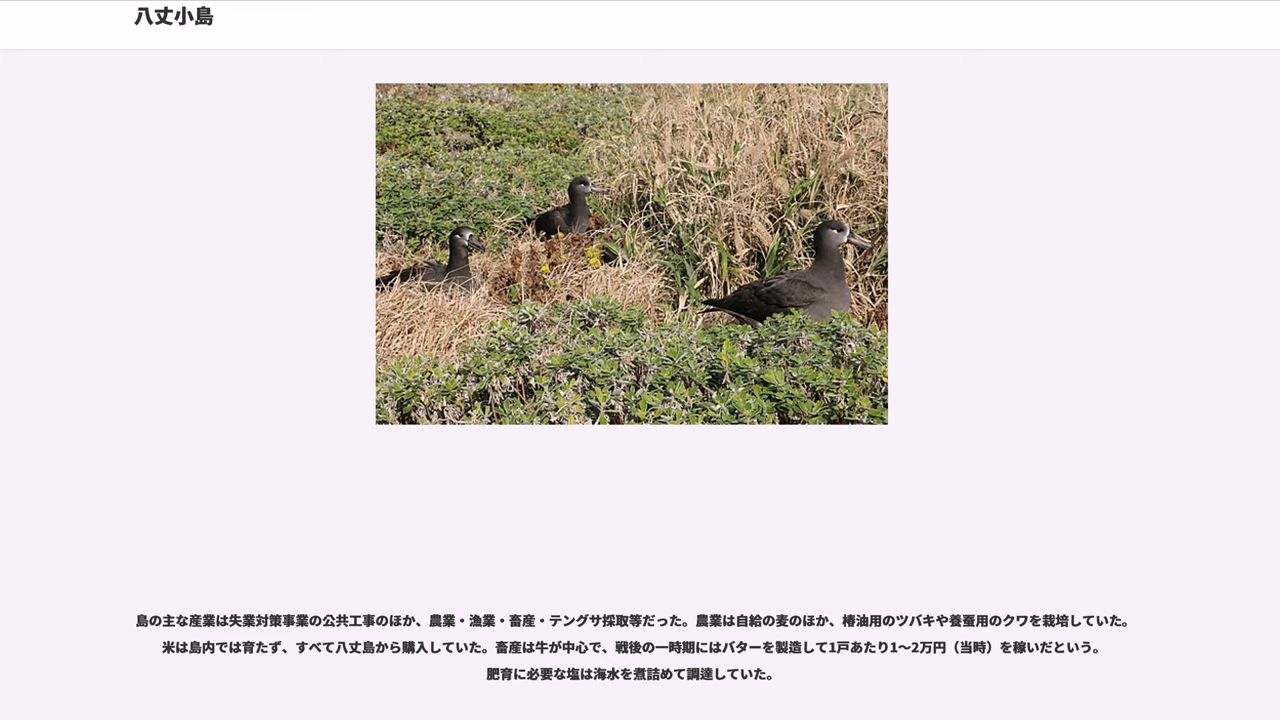 八丈小島
島の主な産業は失業対策事業の公共工事のほか、農業・漁業・畜産・テングサ採取等だった。農業は自給の麦のほか、椿油用のツバキや養蚕用のクワを栽培していた。
米は島内では育たず、すべて八丈島から購入していた。畜産は牛が中心で、戦後の一時期にはバターを製造して1戸あたり1〜2万円（当時）を稼いだという。
肥育に必要な塩は海水を煮詰めて調達していた。